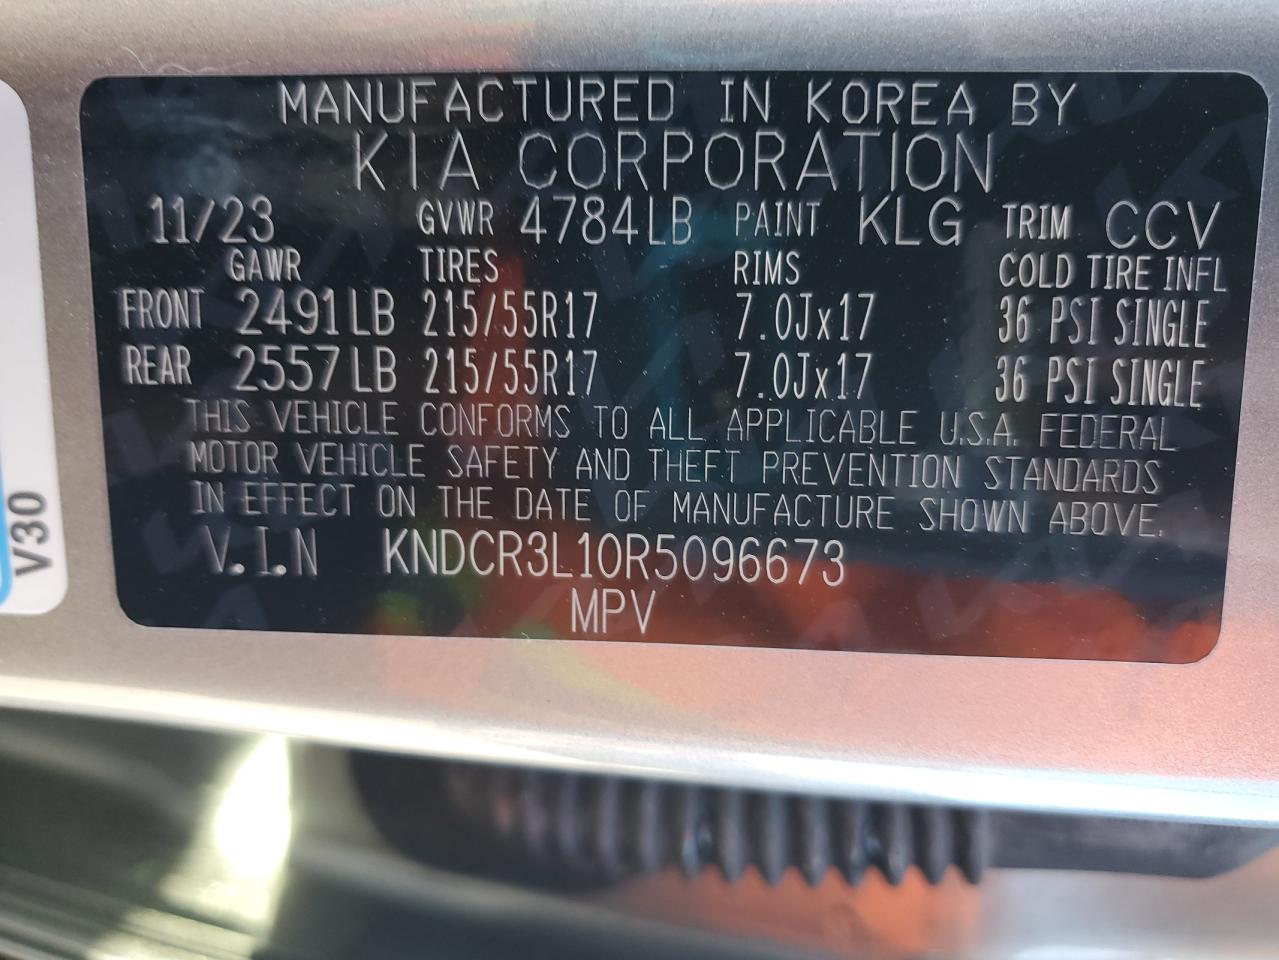 MANUFACTURED IN KOREA BY
KIA CORPORATION
11/23 GVWR 4784LB PAINT KLG TRIM CCV
GAWR TIRES RIMS COLD TIRE INFL
FRONT 2491LB 215/55R17 7.0Jx17 36 PSI SINGLE
REAR 2557LB 215/55R17 7.0Jx17 36 PSI SINGLE
THIS VEHICLE CONFORMS TO ALL APPLICABLE U.S.A. FEDERAL
MOTOR VEHICLE SAFETY AND THEFT PREVENTION STANDARDS
IN EFFECT ON THE DATE OF MANUFACTURE SHOWN ABOVE.
V.I.N KNDCR3L10R5096673
MPV
V30